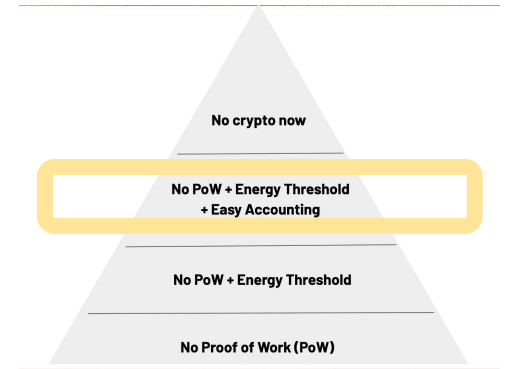 No crypto now
No PoW + Energy Threshold
+ Easy Accounting
No PoW + Energy Threshold
No Proof of Work (PoW)